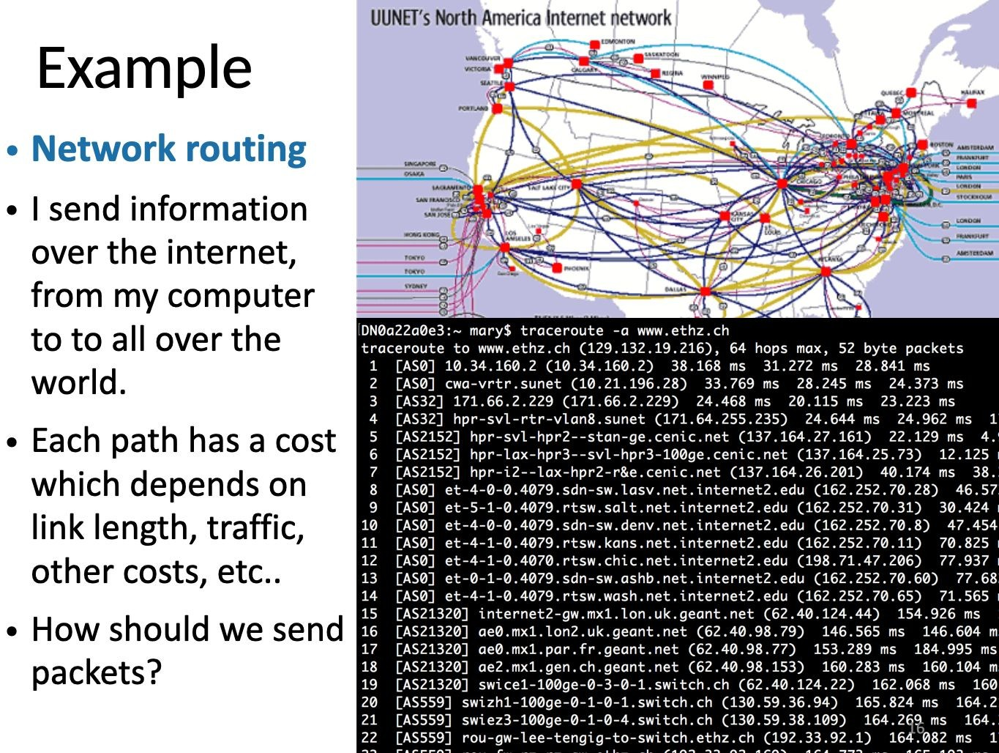 Example
• Network routing
• I send information
over the internet,
from my computer
to to all over the
world.
• Each path has a cost
which depends on
link length, traffic,
other costs, etc..
• How should we send
packets?
UUNET's North America Internet network
EDMONTON
SASKATOON
VANCOUVER
VICTORIA
CALGARY
REGINA
WINNIPEG
SEATTLE
PORTLAND
QUEBEC
HALIFAX
MONTREAL
TORONTO
BOSTON
AMSTERDAM
FRANKFURT
LONDON
PARIS
LONDON
STOCKHOLM
LONDON
FRANKFURT
AMSTERDAM
SINGAPORE
OSAKA
SACRAMENTO
SAN FRANCISCO
SAN JOSE
SALT LAKE CITY
CHICAGO
KANSAS
CITY
ST.
LOUIS
HONG KONG
LOS
ANGELES
TOKYO
TOKYO
SYDNEY
PHOENIX
DALLAS
ATLANTA
DN0a22a0e3:~ mary$ traceroute -a www.ethz.ch
traceroute to www.ethz.ch (129.132.19.216), 64 hops max, 52 byte packets
1 [AS0] 10.34.160.2 (10.34.160.2) 38.168 ms 31.272 ms 28.841 ms
2 [AS0] cwa-vrtr.sunet (10.21.196.28) 33.769 ms 28.245 ms 24.373 ms
3 [AS32] 171.66.2.229 (171.66.2.229) 24.468 ms 20.115 ms 23.223 ms
4 [AS32] hpr-svl-rtr-vlan8.sunet (171.64.255.235) 24.644 ms 24.962 ms 1
5 [AS2152] hpr-svl-hpr2--stan-ge.cenic.net (137.164.27.161) 22.129 ms 4.
6 [AS2152] hpr-lax-hpr3--svl-hpr3-100ge.cenic.net (137.164.25.73) 12.125
7 [AS2152] hpr-i2--lax-hpr2-r&e.cenic.net (137.164.26.201) 40.174 ms 38.
8 [AS0] et-4-0-0.4079.sdn-sw.lasv.net.internet2.edu (162.252.70.28) 46.57
9 [AS0] et-5-1-0.4079.rtsw.salt.net.internet2.edu (162.252.70.31) 30.424
10 [AS0] et-4-0-0.4079.sdn-sw.denv.net.internet2.edu (162.252.70.8) 47.454
11 [AS0] et-4-1-0.4079.rtsw.kans.net.internet2.edu (162.252.70.11) 70.825
12 [AS0] et-4-1-0.4070.rtsw.chic.net.internet2.edu (198.71.47.206) 77.937
13 [AS0] et-0-1-0.4079.sdn-sw.ashb.net.internet2.edu (162.252.70.60) 77.68
14 [AS0] et-4-1-0.4079.rtsw.wash.net.internet2.edu (162.252.70.65) 71.565
15 [AS21320] internet2-gw.mx1.lon.uk.geant.net (62.40.124.44) 154.926 ms
16 [AS21320] ae0.mx1.lon2.uk.geant.net (62.40.98.79) 146.565 ms 146.604 m
17 [AS21320] ae0.mx1.par.fr.geant.net (62.40.98.77) 153.289 ms 184.995 ms
18 [AS21320] ae2.mx1.gen.ch.geant.net (62.40.98.153) 160.283 ms 160.104 m
19 [AS21320] swice1-100ge-0-3-0-1.switch.ch (62.40.124.22) 162.068 ms 160
20 [AS559] swizh1-100ge-0-1-0-1.switch.ch (130.59.36.94) 165.824 ms 164.2
21 [AS559] swiez3-100ge-0-1-0-4.switch.ch (130.59.38.109) 164.269 ms 164.
22 [AS559] rou-gw-lee-tengig-to-switch.ethz.ch (192.33.92.1) 164.082 ms 1
16